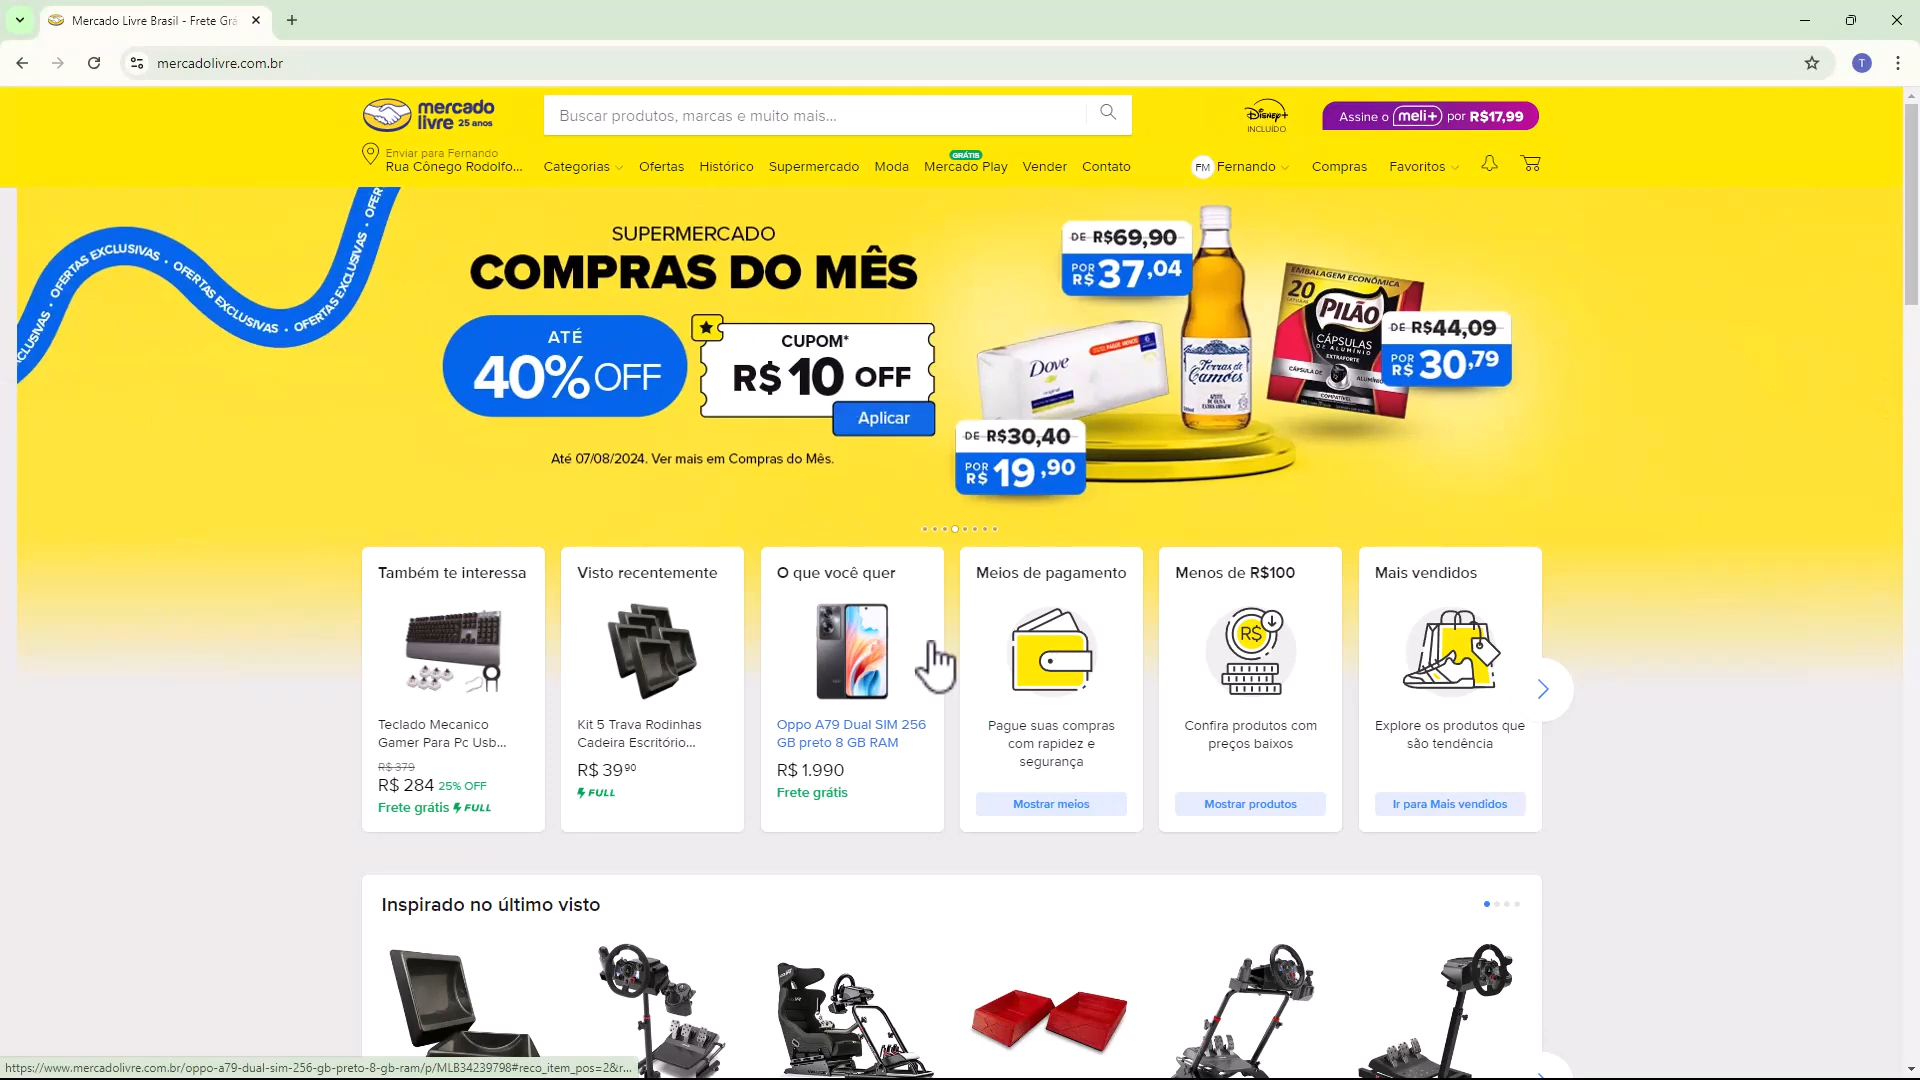 Mercado Livre Brasil - Frete Grá
mercadolivre.com.br
T
mercado
livre 25 anos
Buscar produtos, marcas e muito mais...
Disney+
INCLUÍDO
Assine o meli+ por R$17,99
Enviar para Fernando
Rua Cônego Rodolfo...
Categorias
Ofertas
Histórico
Supermercado
Moda
GRÁTIS
Mercado Play
Vender
Contato
FM Fernando
Compras
Favoritos
CLUSIVAS • OFERTAS EXCLUSIVAS • OFERTAS EXCLUSIVAS • OFERTAS EXCLUSIVAS • OFER
SUPERMERCADO
COMPRAS DO MÊS
ATÉ
40% OFF
CUPOM*
R$10 OFF
Aplicar
Até 07/08/2024. Ver mais em Compras do Mês.
DE R$69,90
POR R$37,04
EMBALAGEM ECONÔMICA
20
CÁPSULAS
PILÃO
CÁPSULAS
DE ALUMÍNIO
EXTRAFORTE
CÁPSULA DE ALUMÍNIO
COMPATÍVEL
DE R$44,09
POR R$30,79
Dove
Terras de
Camões
DE R$30,40
POR R$19,90
Também te interessa
Teclado Mecanico
Gamer Para Pc Usb...
R$ 379
R$ 284 25% OFF
Frete grátis FULL
Visto recentemente
Kit 5 Trava Rodinhas
Cadeira Escritório...
R$ 39 90
FULL
O que você quer
Oppo A79 Dual SIM 256
GB preto 8 GB RAM
R$ 1.990
Frete grátis
Meios de pagamento
Pague suas compras
com rapidez e
segurança
Mostrar meios
Menos de R$100
R$
Confira produtos com
preços baixos
Mostrar produtos
Mais vendidos
Explore os produtos que
são tendência
Ir para Mais vendidos
Inspirado no último visto
https://www.mercadolivre.com.br/oppo-a79-dual-sim-256-gb-preto-8-gb-ram/p/MLB34239798#reco_item_pos=2&r...